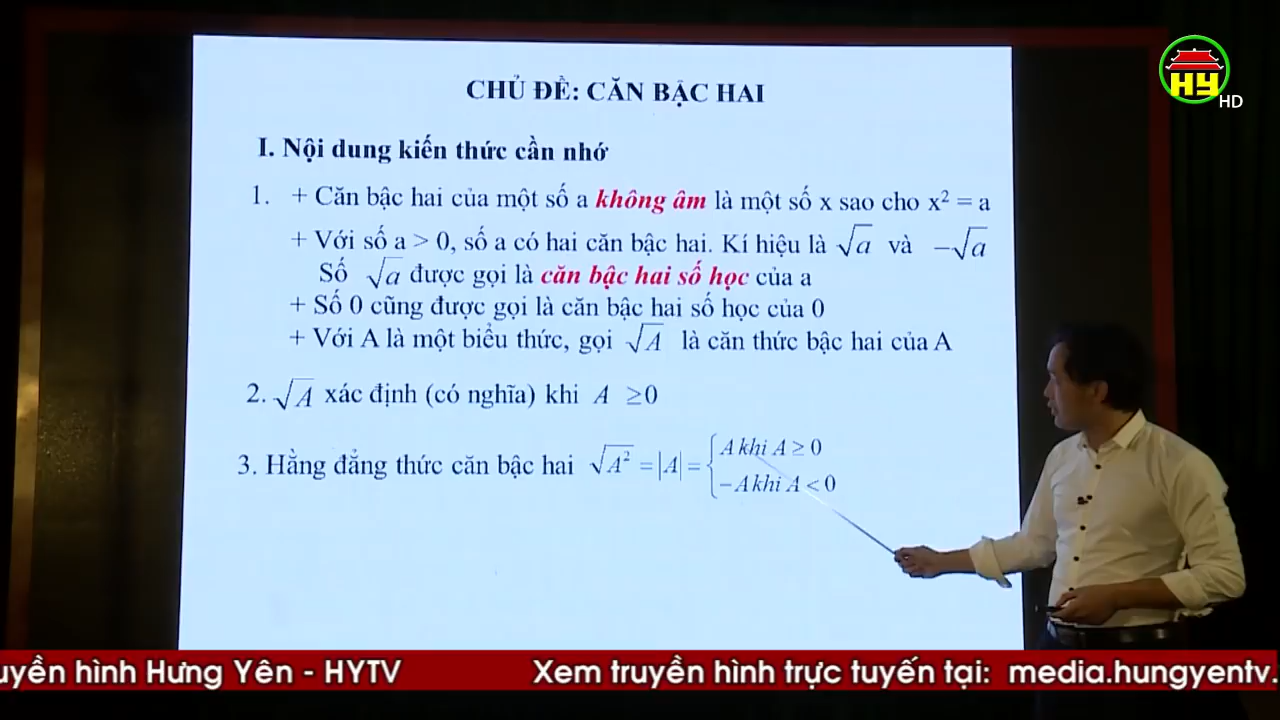 HY
HD
CHỦ ĐỀ: CĂN BẬC HAI
I. Nội dung kiến thức cần nhớ
1. + Căn bậc hai của một số a không âm là một số x sao cho x² = a
+ Với số a > 0, số a có hai căn bậc hai. Kí hiệu là √a và −√a
Số √a được gọi là căn bậc hai số học của a
+ Số 0 cũng được gọi là căn bậc hai số học của 0
+ Với A là một biểu thức, gọi √A là căn thức bậc hai của A
2. √A xác định (có nghĩa) khi A ≥0
3. Hằng đẳng thức căn bậc hai √A² = |A| = { A khi A ≥ 0
−A khi A < 0
uyền hình Hưng Yên - HYTV Xem truyền hình trực tuyến tại: media.hungyentv.